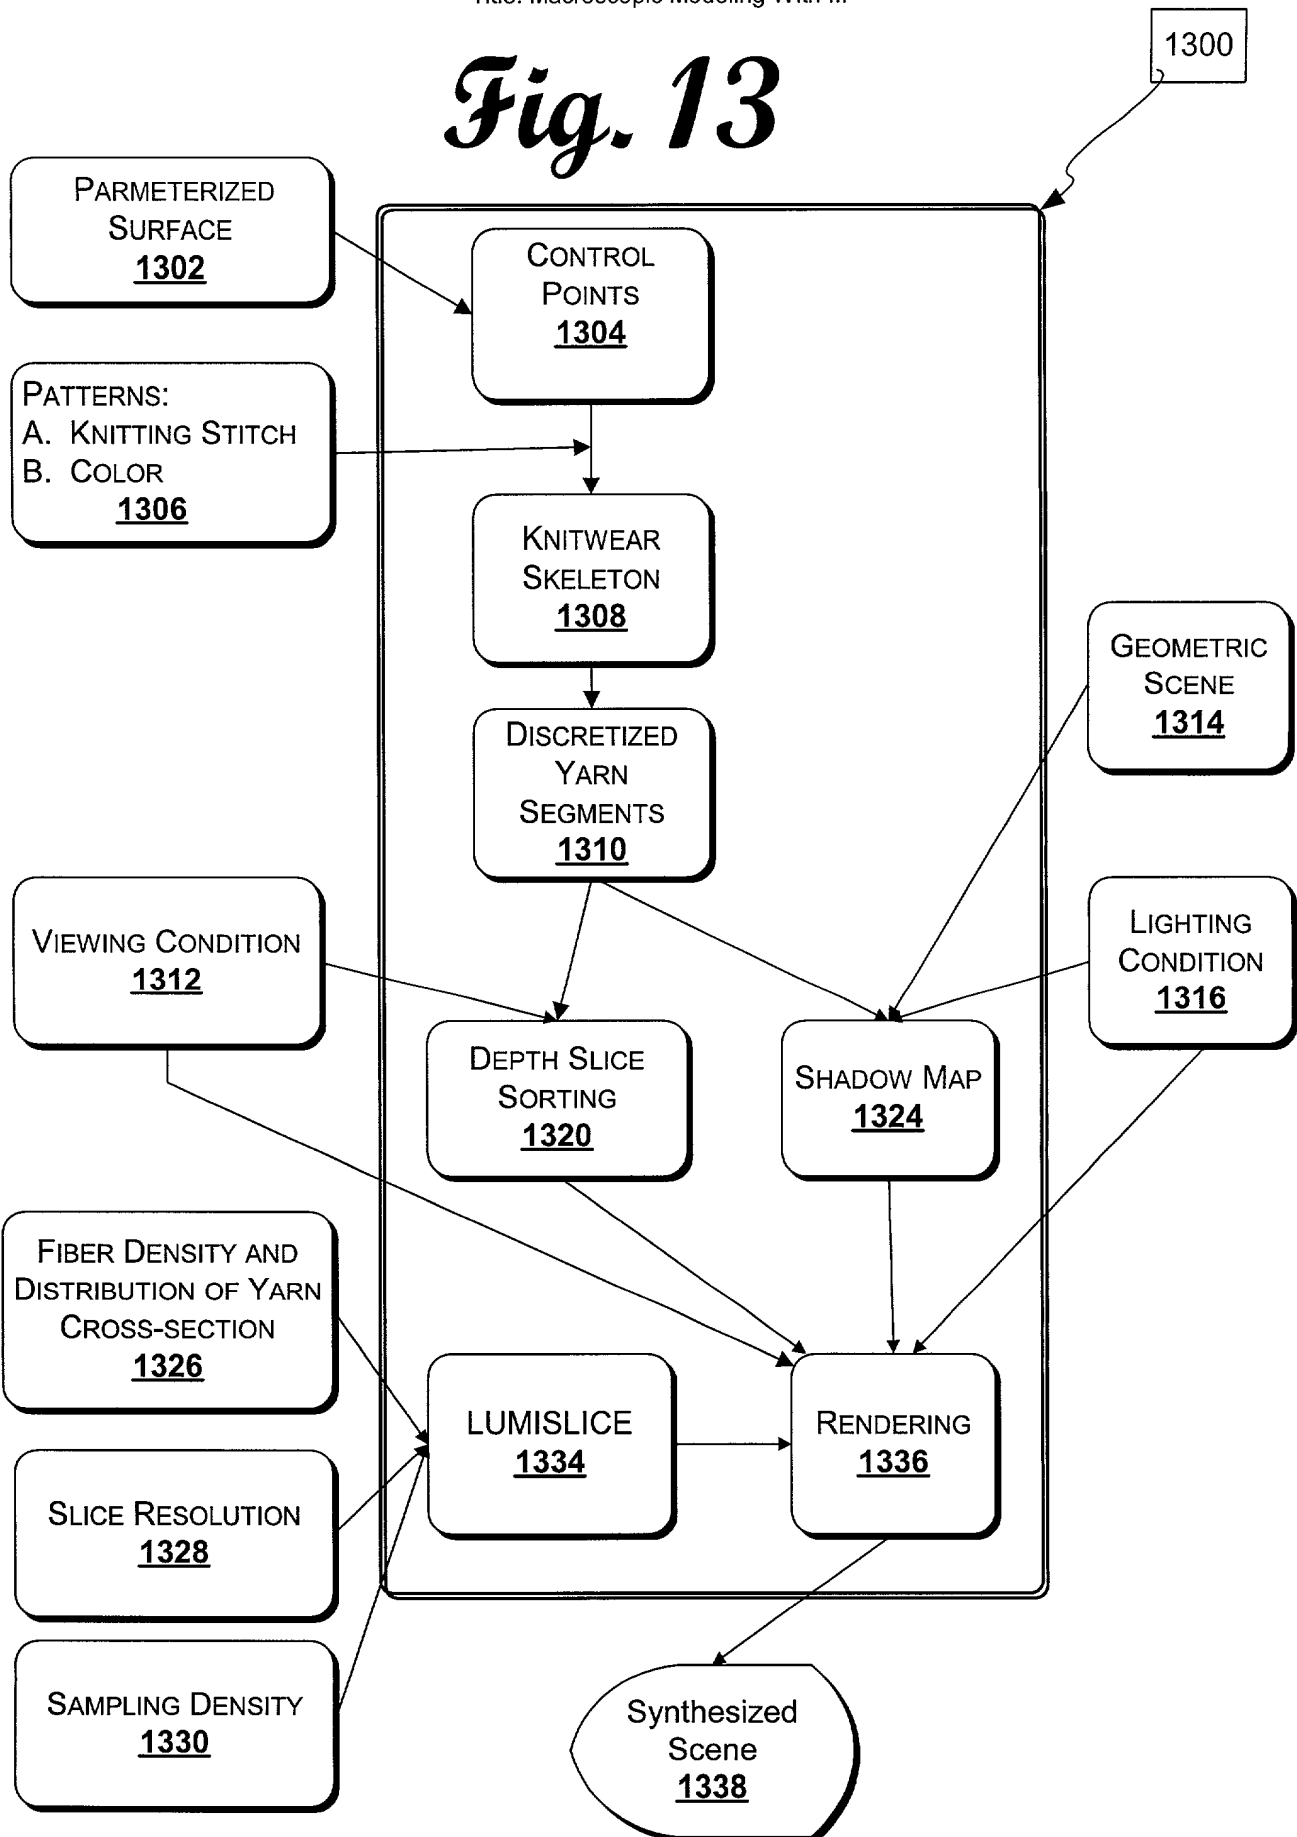 1300
Fig. 13
PARMETERIZED
SURFACE
1302
CONTROL
POINTS
1304
PATTERNS:
A. KNITTING STITCH
B. COLOR
1306
KNITWEAR
SKELETON
1308
GEOMETRIC
SCENE
1314
DISCRETIZED
YARN
SEGMENTS
1310
VIEWING CONDITION
1312
LIGHTING
CONDITION
1316
DEPTH SLICE
SORTING
1320
SHADOW MAP
1324
FIBER DENSITY AND
DISTRIBUTION OF YARN
CROSS-SECTION
1326
LUMISLICE
1334
RENDERING
1336
SLICE RESOLUTION
1328
SAMPLING DENSITY
1330
Synthesized
Scene
1338